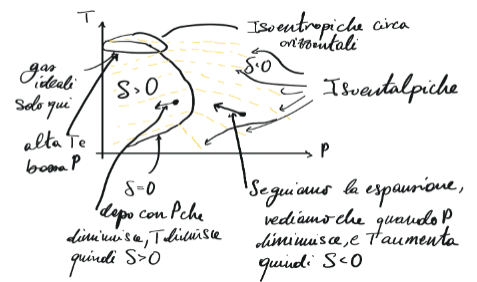 T
Isoentropiche circa
orizzontali
δ<0
gas
ideali
solo qui
δ>0
Isoentalpiche
alta T e
bassa P
P
δ=0
dopo con P che
diminuisce, T diminuisce
quindi δ>0
Seguiamo la espansione,
vediamo che quando P
diminuisce, e T aumenta
quindi δ<0